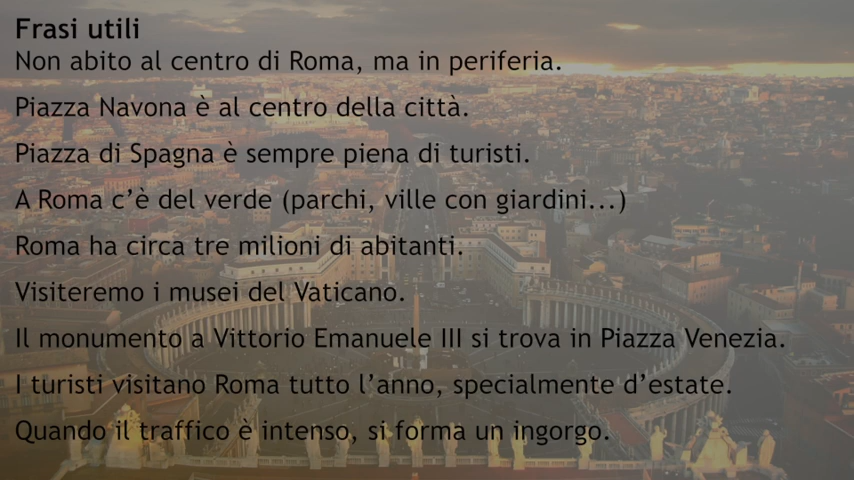 Frasi utili
Non abito al centro di Roma, ma in periferia.
Piazza Navona è al centro della città.
Piazza di Spagna è sempre piena di turisti.
A Roma c’è del verde (parchi, ville con giardini...)
Roma ha circa tre milioni di abitanti.
Visiteremo i musei del Vaticano.
Il monumento a Vittorio Emanuele III si trova in Piazza Venezia.
I turisti visitano Roma tutto l’anno, specialmente d’estate.
Quando il traffico è intenso, si forma un ingorgo.